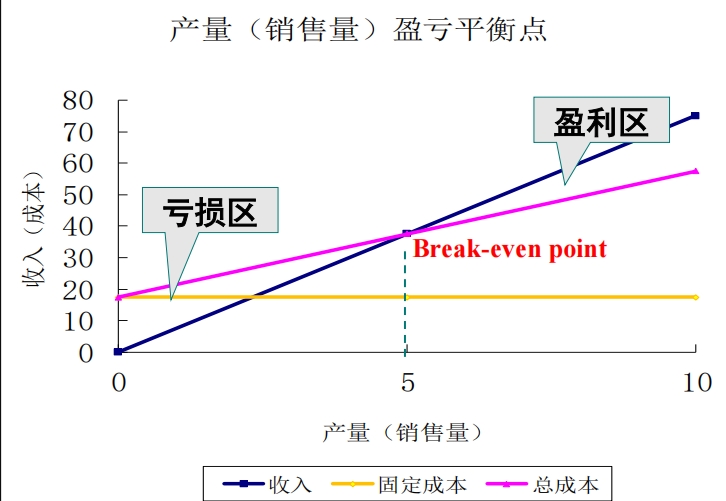 产量（销售量）盈亏平衡点
80
70
60
50
40
30
20
10
0
收入（成本）
亏损区
盈利区
Break-even point
0
5
10
产量（销售量）
收入
固定成本
总成本